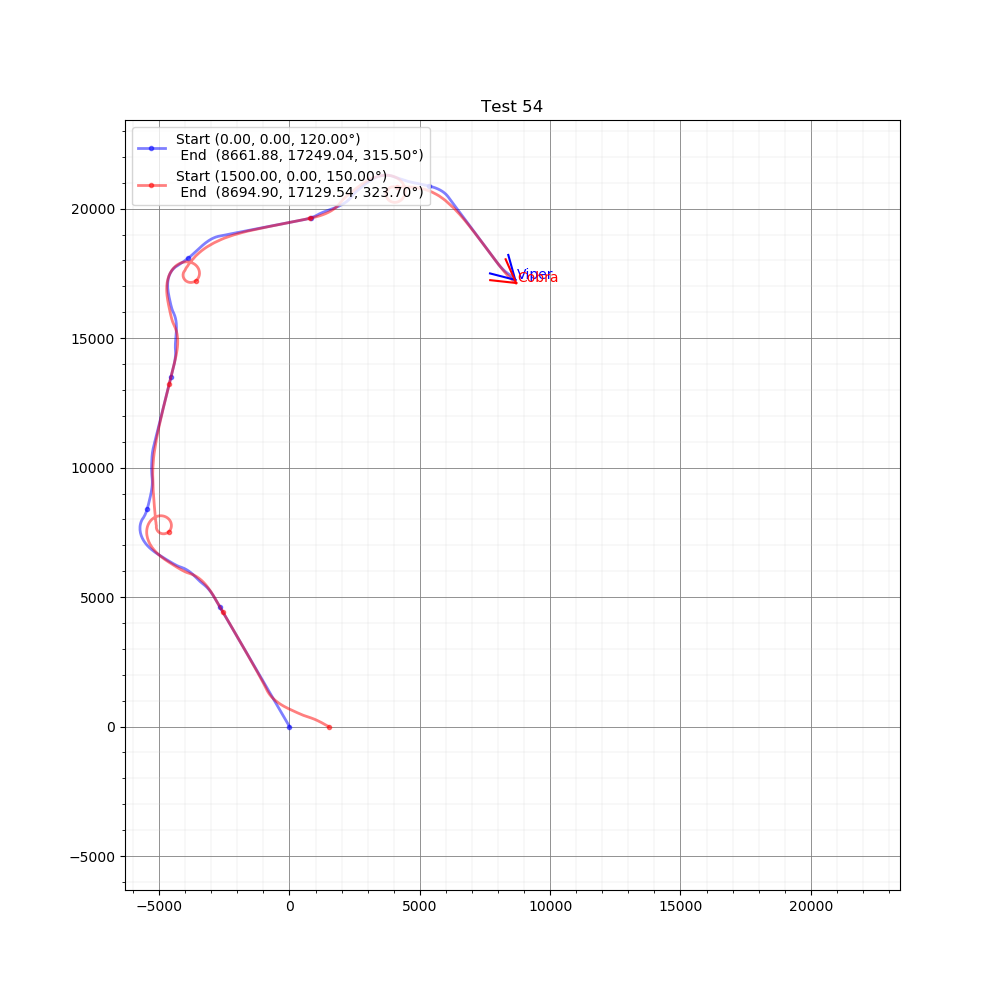 Test 54
Start (0.00, 0.00, 120.00°)
End  (8661.88, 17249.04, 315.50°)
Start (1500.00, 0.00, 150.00°)
End  (8694.90, 17129.54, 323.70°)
Viper
Cobra
20000
15000
10000
5000
0
−5000
−5000
0
5000
10000
15000
20000